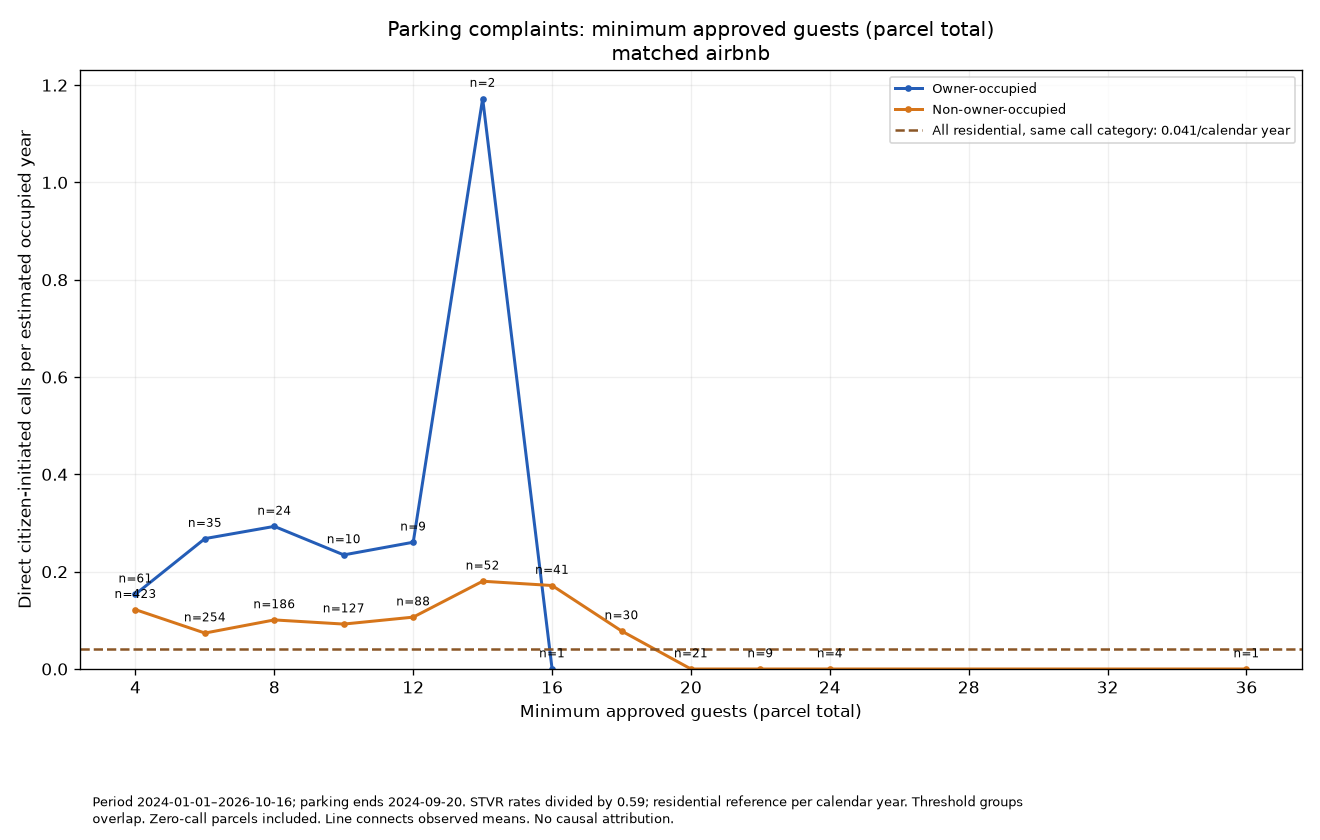 Parking complaints: minimum approved guests (parcel total)
matched airbnb
Direct citizen-initiated calls per estimated occupied year
1.2
1.0
0.8
0.6
0.4
0.2
0.0
Owner-occupied
Non-owner-occupied
All residential, same call category: 0.041/calendar year
n=2
n=61
n=35
n=24
n=10
n=9
n=1
n=423
n=254
n=186
n=127
n=88
n=52
n=41
n=30
n=21
n=9
n=4
n=1
4 8 12 16 20 24 28 32 36
Minimum approved guests (parcel total)
Period 2024-01-01–2026-10-16; parking ends 2024-09-20. STVR rates divided by 0.59; residential reference per calendar year. Threshold groups
overlap. Zero-call parcels included. Line connects observed means. No causal attribution.